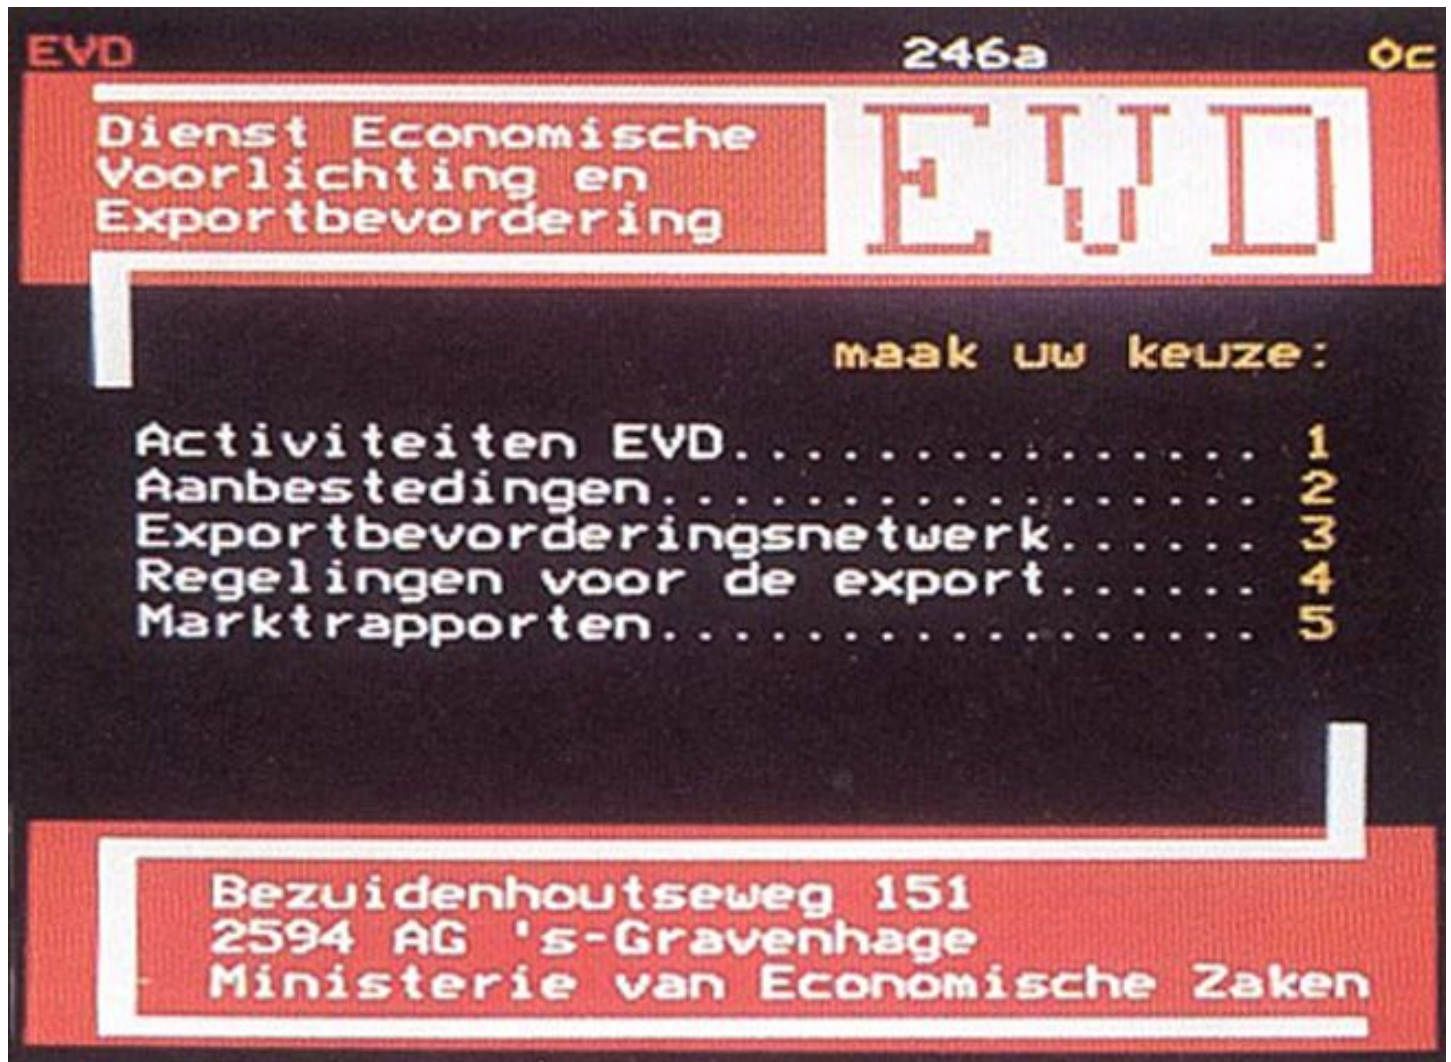 EVD 246a 0c
Dienst Economische
Voorlichting en
Exportbevordering
EVD
maak uw keuze:
Activiteiten EVD................ 1
Aanbestedingen.................. 2
Exportbevorderingsnetwerk...... 3
Regelingen voor de export...... 4
Marktrapporten.................. 5
Bezuidenhoutseweg 151
2594 AG 's-Gravenhage
Ministerie van Economische Zaken